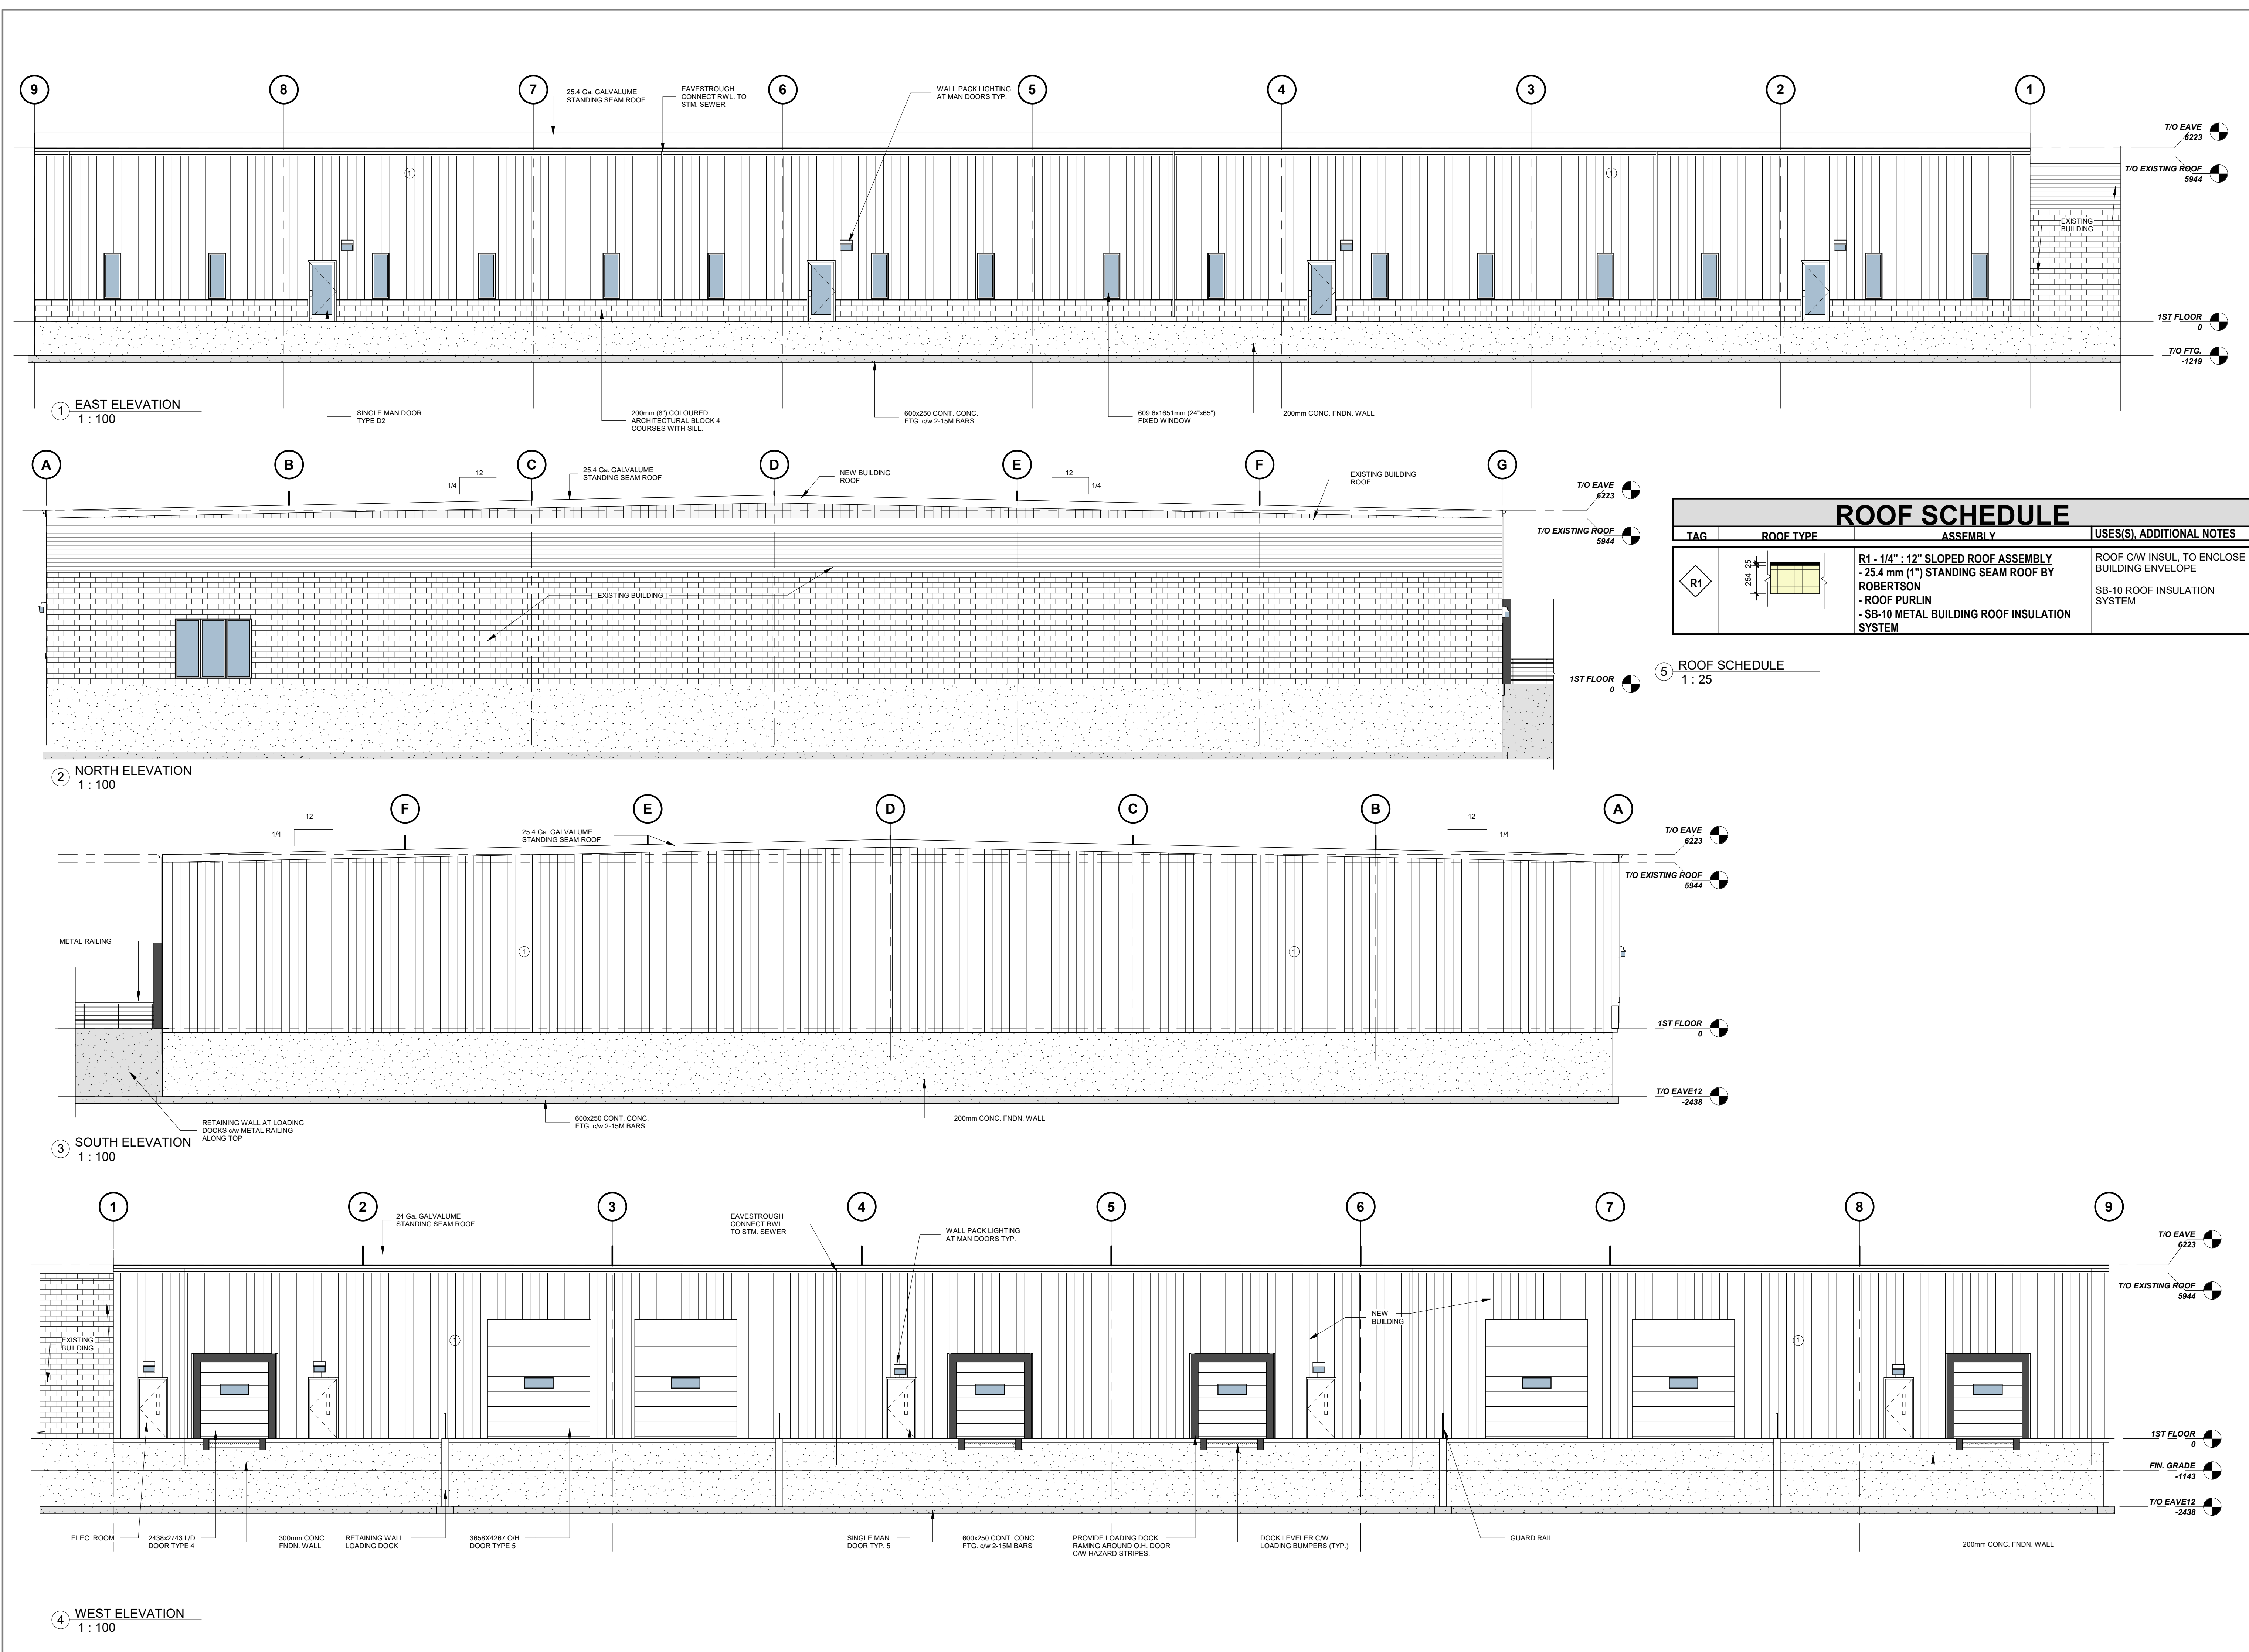 9
8
7
6
5
4
3
2
1
25.4 Ga. GALVALUME
STANDING SEAM ROOF
EAVESTROUGH
CONNECT RWL. TO
STM. SEWER
WALL PACK LIGHTING
AT MAN DOORS TYP.
T/O EAVE
6223
T/O EXISTING ROOF
5944
1
1
EXISTING
BUILDING
1ST FLOOR
0
T/O FTG.
-1219
1 EAST ELEVATION
1 : 100
SINGLE MAN DOOR
TYPE D2
200mm (8") COLOURED
ARCHITECTURAL BLOCK 4
COURSES WITH SILL.
600x250 CONT. CONC.
FTG. c/w 2-15M BARS
609.6x1651mm (24"x65")
FIXED WINDOW
200mm CONC. FNDN. WALL
A
B
C
D
E
F
G
12
1/4
25.4 Ga. GALVALUME
STANDING SEAM ROOF
NEW BUILDING
ROOF
12
1/4
EXISTING BUILDING
ROOF
T/O EAVE
6223
T/O EXISTING ROOF
5944
EXISTING BUILDING
1ST FLOOR
0
2 NORTH ELEVATION
1 : 100
ROOF SCHEDULE
TAG ROOF TYPE ASSEMBLY USES(S), ADDITIONAL NOTES
R1
25
254
R1 - 1/4" : 12" SLOPED ROOF ASSEMBLY
- 25.4 mm (1") STANDING SEAM ROOF BY
ROBERTSON
- ROOF PURLIN
- SB-10 METAL BUILDING ROOF INSULATION
SYSTEM
ROOF C/W INSUL, TO ENCLOSE
BUILDING ENVELOPE
SB-10 ROOF INSULATION
SYSTEM
5 ROOF SCHEDULE
1 : 25
F
E
D
C
B
A
12
1/4
25.4 Ga. GALVALUME
STANDING SEAM ROOF
12
1/4
T/O EAVE
6223
T/O EXISTING ROOF
5944
METAL RAILING
1
1
1ST FLOOR
0
T/O EAVE12
-2438
RETAINING WALL AT LOADING
DOCKS c/w METAL RAILING
ALONG TOP
600x250 CONT. CONC.
FTG. c/w 2-15M BARS
200mm CONC. FNDN. WALL
3 SOUTH ELEVATION
1 : 100
1
2
3
4
5
6
7
8
9
24 Ga. GALVALUME
STANDING SEAM ROOF
EAVESTROUGH
CONNECT RWL.
TO STM. SEWER
WALL PACK LIGHTING
AT MAN DOORS TYP.
T/O EAVE
6223
T/O EXISTING ROOF
5944
EXISTING
BUILDING
1
NEW
BUILDING
1
1ST FLOOR
0
FIN. GRADE
-1143
T/O EAVE12
-2438
ELEC. ROOM
2438x2743 L/D
DOOR TYPE 4
300mm CONC.
FNDN. WALL
RETAINING WALL
LOADING DOCK
3658X4267 O/H
DOOR TYPE 5
SINGLE MAN
DOOR TYP. 5
600x250 CONT. CONC.
FTG. c/w 2-15M BARS
PROVIDE LOADING DOCK
RAMING AROUND O.H. DOOR
C/W HAZARD STRIPES.
DOCK LEVELER C/W
LOADING BUMPERS (TYP.)
GUARD RAIL
200mm CONC. FNDN. WALL
4 WEST ELEVATION
1 : 100